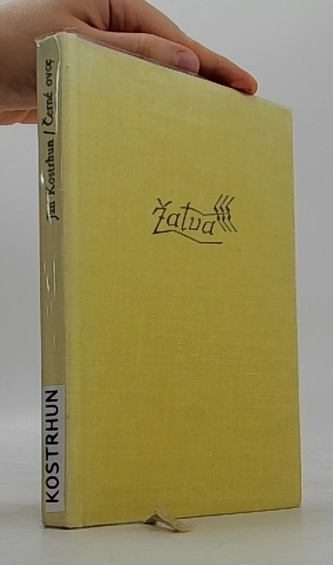 Jan Kostrhun / Černé ovce
Žatva
KOSTRHUN